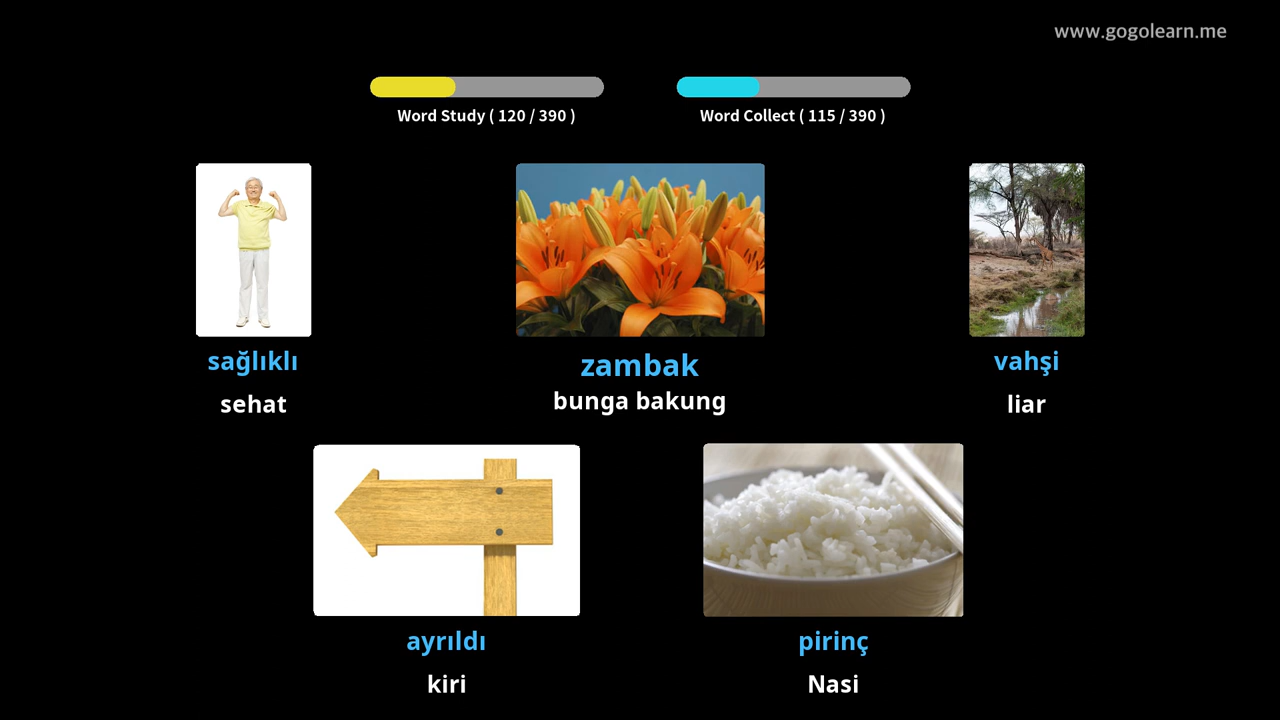 www.gogolearn.me
Word Study ( 120 / 390 )
Word Collect ( 115 / 390 )
sağlıklı
sehat
zambak
bunga bakung
vahşi
liar
ayrıldı
kiri
pirinç
Nasi